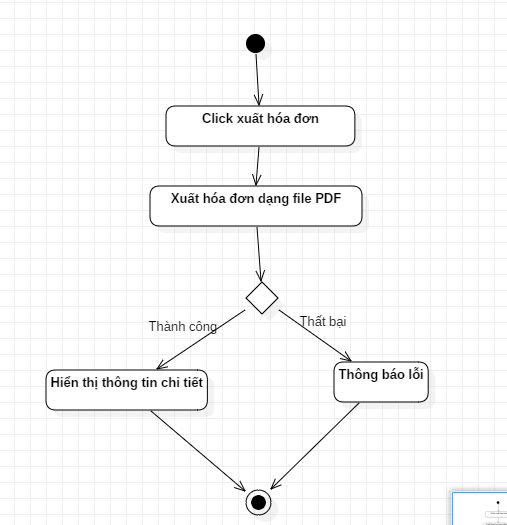 Click xuất hóa đơn
Xuất hóa đơn dạng file PDF
Thành công
Thất bại
Hiển thị thông tin chi tiết
Thông báo lỗi